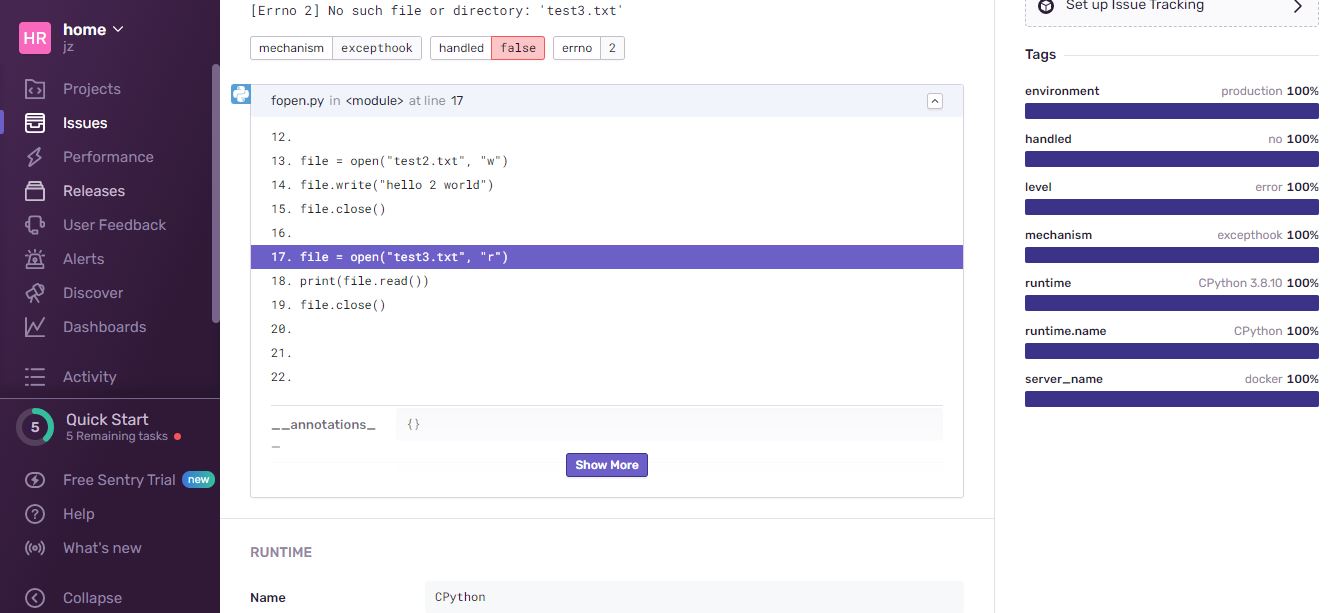 HR
home
jz
Projects
Issues
Performance
Releases
User Feedback
Alerts
Discover
Dashboards
Activity
5
Quick Start
5 Remaining tasks
Free Sentry Trial new
Help
What's new
Collapse
[Errno 2] No such file or directory: 'test3.txt'
mechanism excepthook handled false errno 2
fopen.py in <module> at line 17
12.
13. file = open("test2.txt", "w")
14. file.write("hello 2 world")
15. file.close()
16.
17. file = open("test3.txt", "r")
18. print(file.read())
19. file.close()
20.
21.
22.
__annotations_ {}
_
Show More
RUNTIME
Name CPython
Set up Issue Tracking
Tags
environment production 100%
handled no 100%
level error 100%
mechanism excepthook 100%
runtime CPython 3.8.10 100%
runtime.name CPython 100%
server_name docker 100%